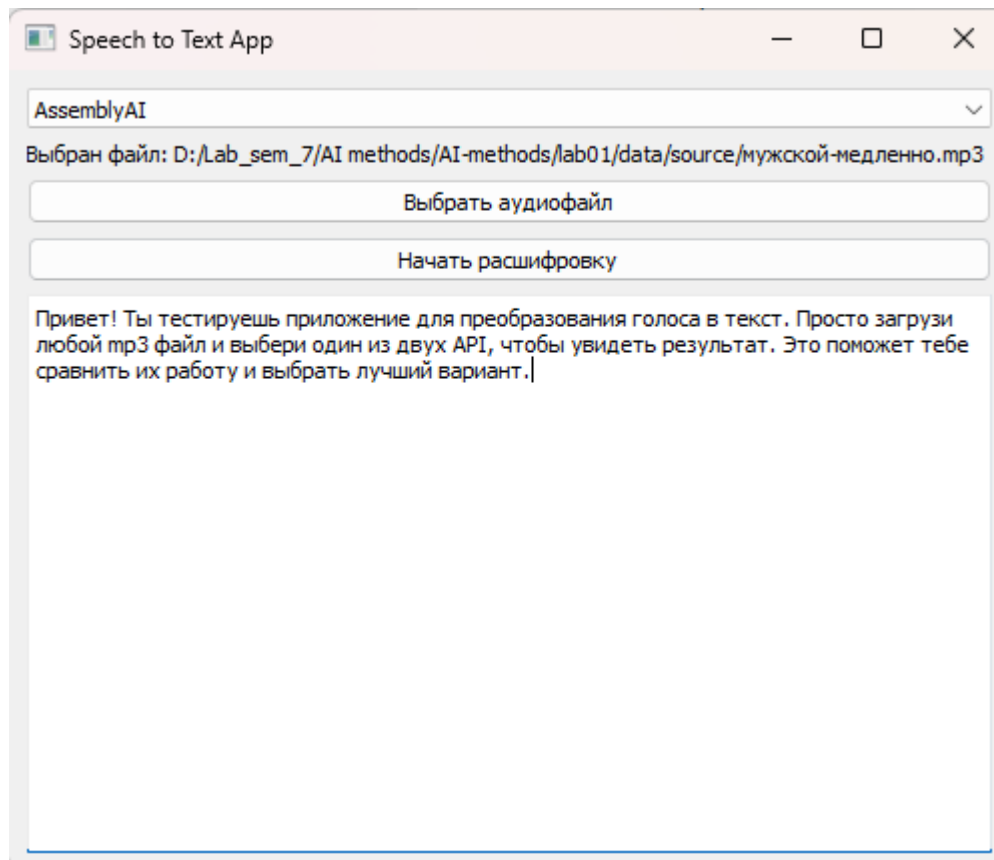 Speech to Text App
AssemblyAI
Выбран файл: D:/Lab_sem_7/AI methods/AI-methods/lab01/data/source/мужской-медленно.mp3
Выбрать аудиофайл
Начать расшифровку
Привет! Ты тестируешь приложение для преобразования голоса в текст. Просто загрузи
любой mp3 файл и выбери один из двух API, чтобы увидеть результат. Это поможет тебе
сравнить их работу и выбрать лучший вариант.